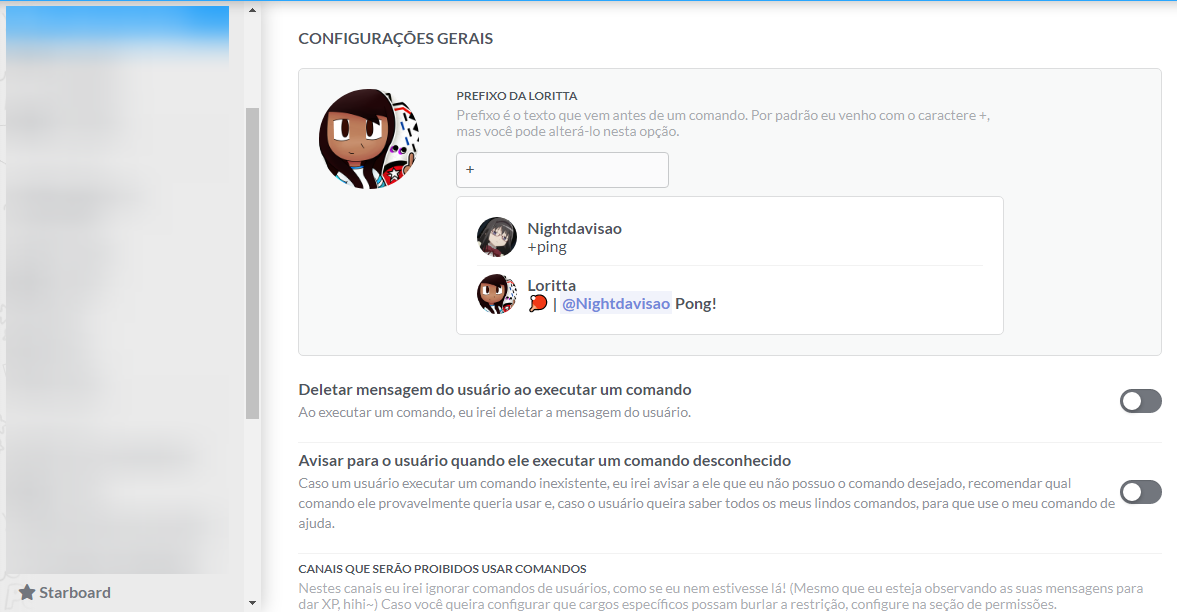 CONFIGURAÇÕES GERAIS
PREFIXO DA LORITTA
Prefixo é o texto que vem antes de um comando. Por padrão eu venho com o caractere +,
mas você pode alterá-lo nesta opção.
+
Nightdavisao
+ping
Loritta
| @Nightdavisao Pong!
Deletar mensagem do usuário ao executar um comando
Ao executar um comando, eu irei deletar a mensagem do usuário.
Avisar para o usuário quando ele executar um comando desconhecido
Caso um usuário executar um comando inexistente, eu irei avisar a ele que eu não possuo o comando desejado, recomendar qual
comando ele provavelmente queria usar e, caso o usuário queira saber todos os meus lindos comandos, para que use o meu comando de
ajuda.
CANAIS QUE SERÃO PROIBIDOS USAR COMANDOS
Nestes canais eu irei ignorar comandos de usuários, como se eu nem estivesse lá! (Mesmo que eu esteja observando as suas mensagens para
dar XP, hihi~) Caso você queira configurar que cargos específicos possam burlar a restrição, configure na seção de permissões.
Starboard